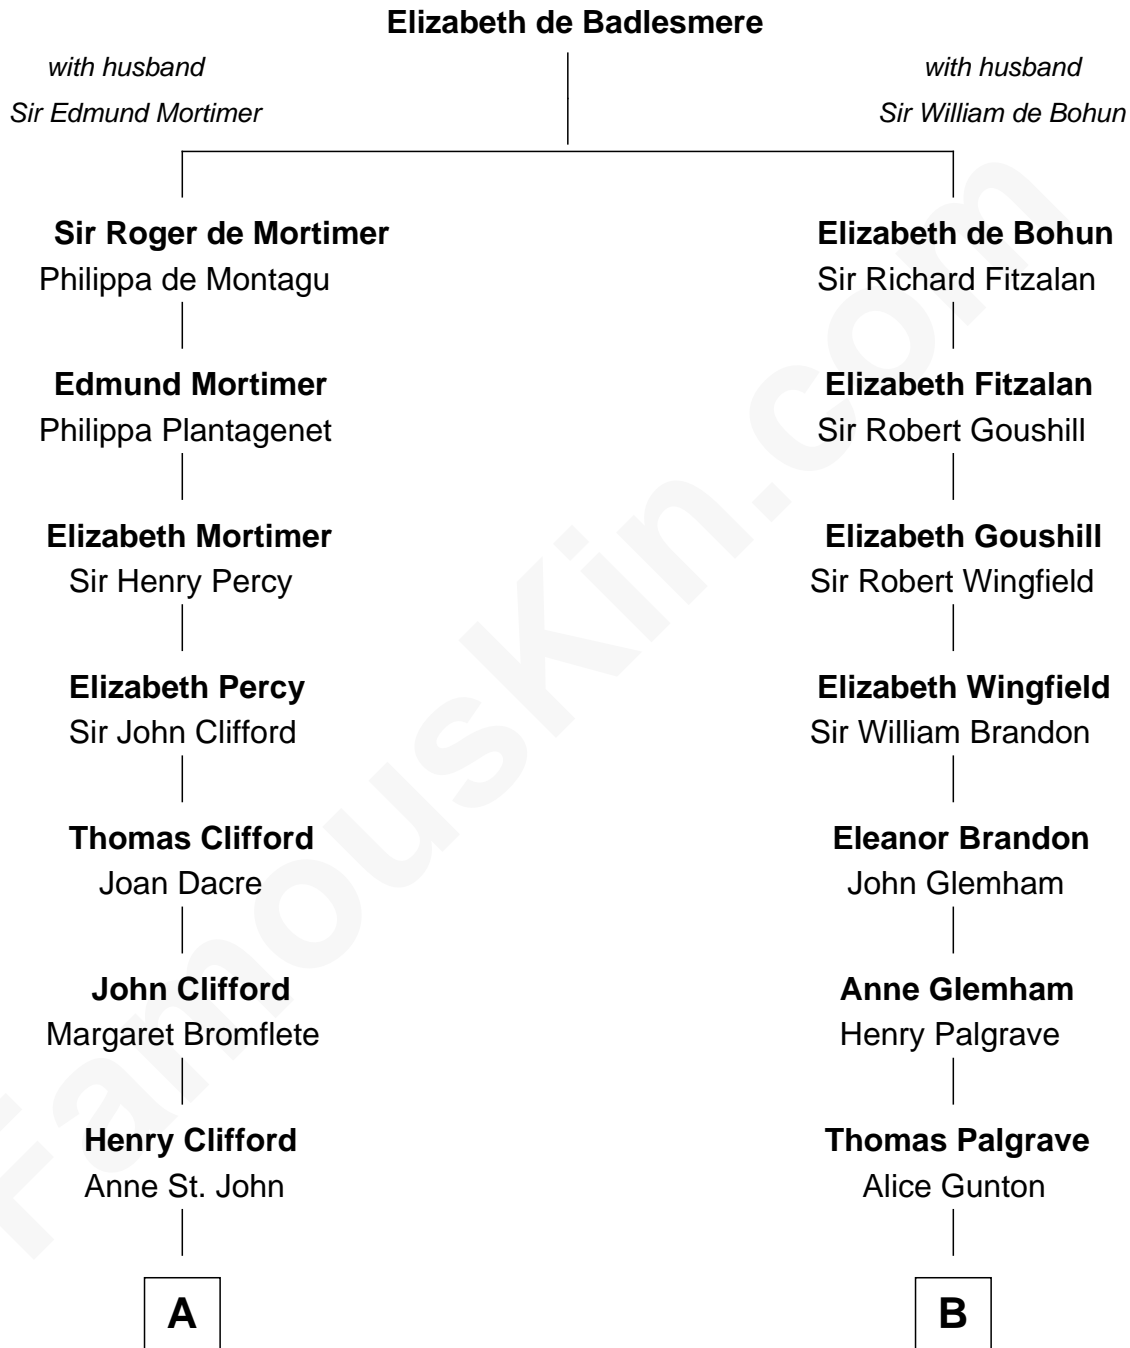 Elizabeth de Badlesmere
with husband
Sir Edmund Mortimer
with husband
Sir William de Bohun
Sir Roger de Mortimer
Philippa de Montagu
Edmund Mortimer
Philippa Plantagenet
Elizabeth Mortimer
Sir Henry Percy
Elizabeth Percy
Sir John Clifford
Thomas Clifford
Joan Dacre
John Clifford
Margaret Bromflete
Henry Clifford
Anne St. John
A
Elizabeth de Bohun
Sir Richard Fitzalan
Elizabeth Fitzalan
Sir Robert Goushill
Elizabeth Goushill
Sir Robert Wingfield
Elizabeth Wingfield
Sir William Brandon
Eleanor Brandon
John Glemham
Anne Glemham
Henry Palgrave
Thomas Palgrave
Alice Gunton
B
FamousKin.com